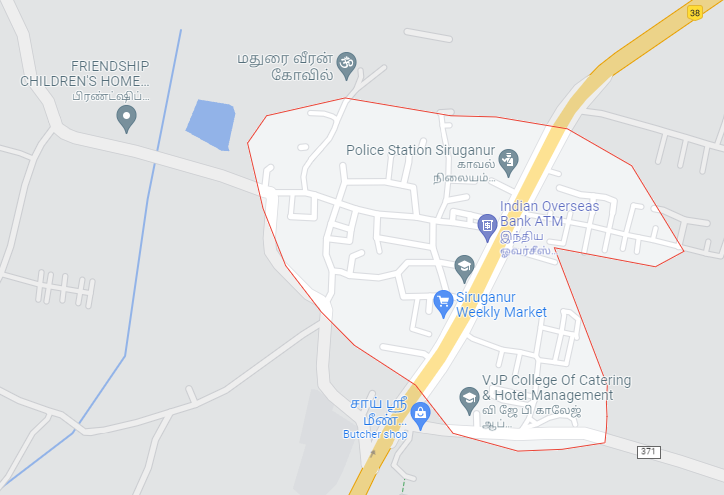 38
FRIENDSHIP
CHILDREN'S HOME...
பிரண்ட்ஷிப்...
மதுரை வீரன்
கோவில்
Police Station Siruganur
காவல்
நிலையம்...
Indian Overseas
Bank ATM
இந்திய
ஓவர்சீஸ்...
Siruganur
Weekly Market
VJP College Of Catering
& Hotel Management
வி ஜே பி காலேஜ்
ஆப்...
சாய் ஸ்ரீ
மீண்...
Butcher shop
371